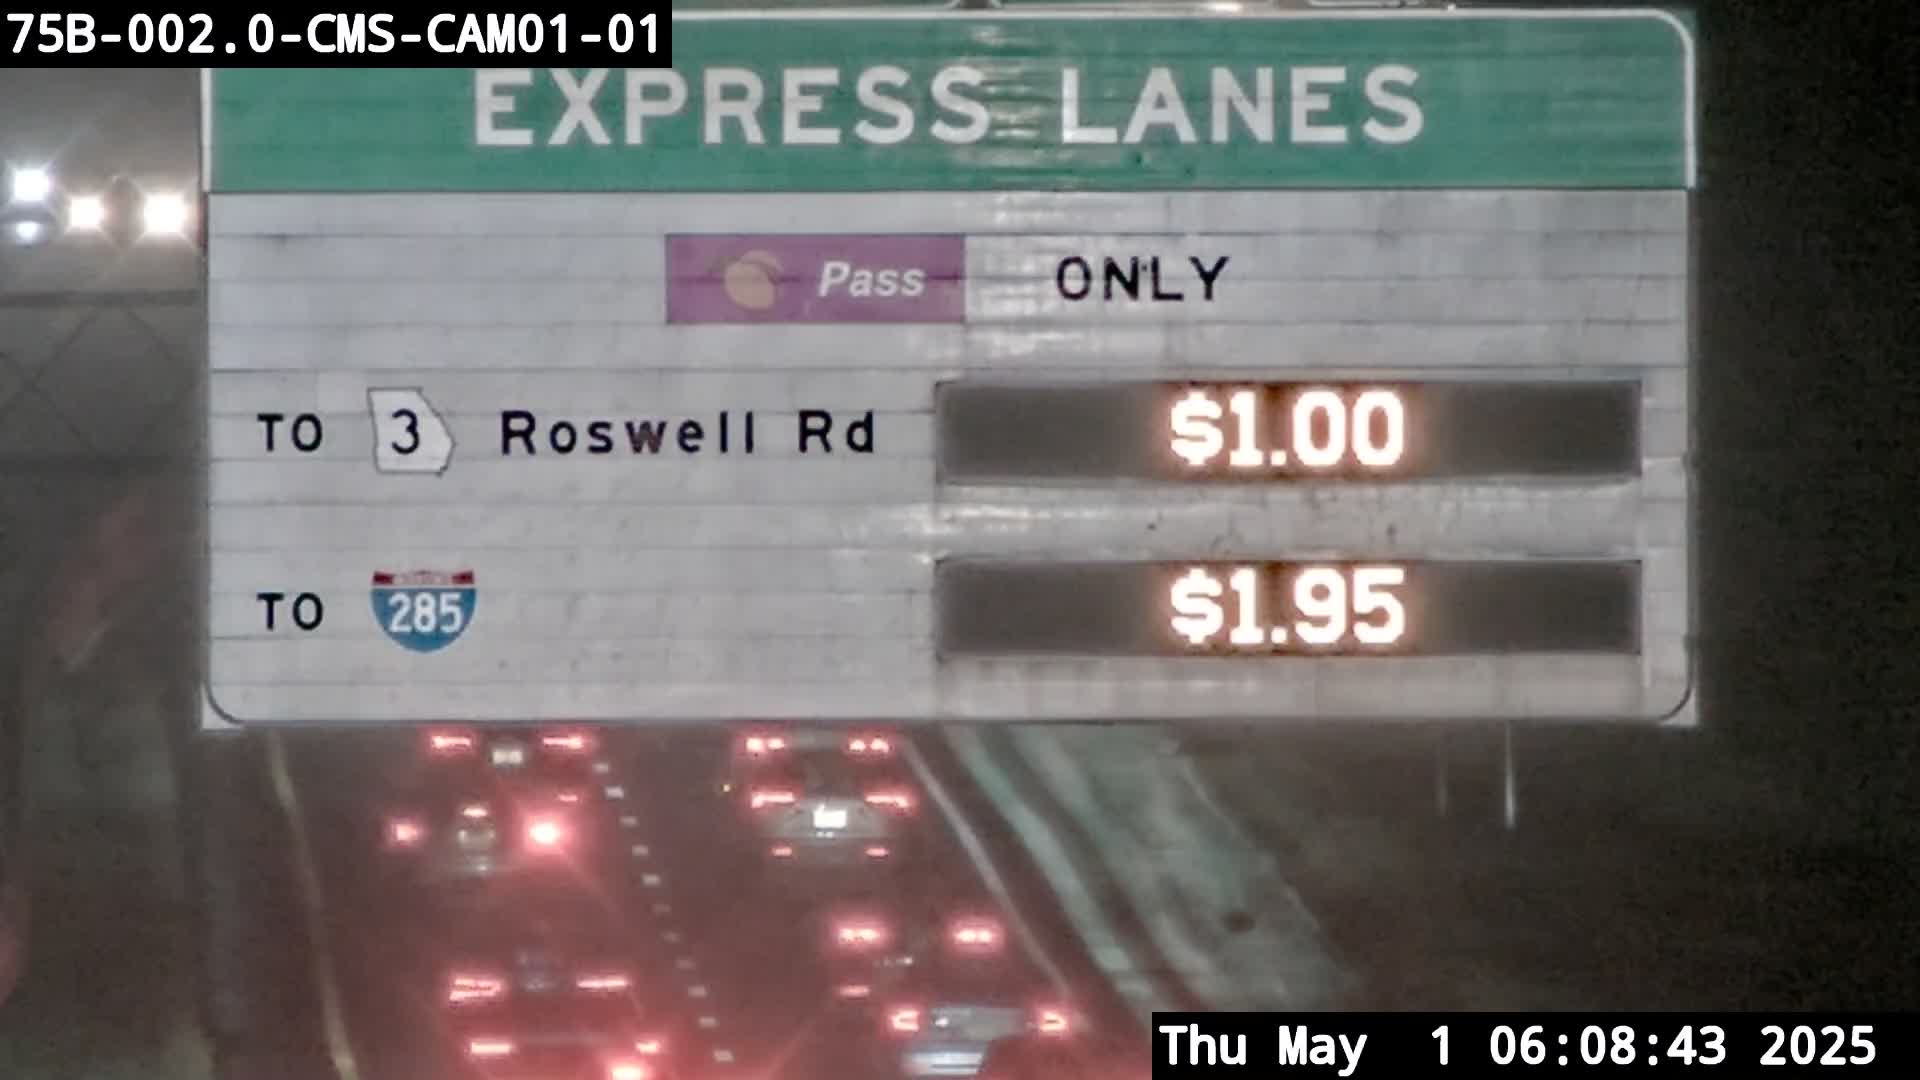 75B-002.0-CMS-CAM01-01
EXPRESS LANES
Pass ONLY
TO 3 Roswell Rd $1.00
TO 285 $1.95
Thu May 1 06:08:43 2025